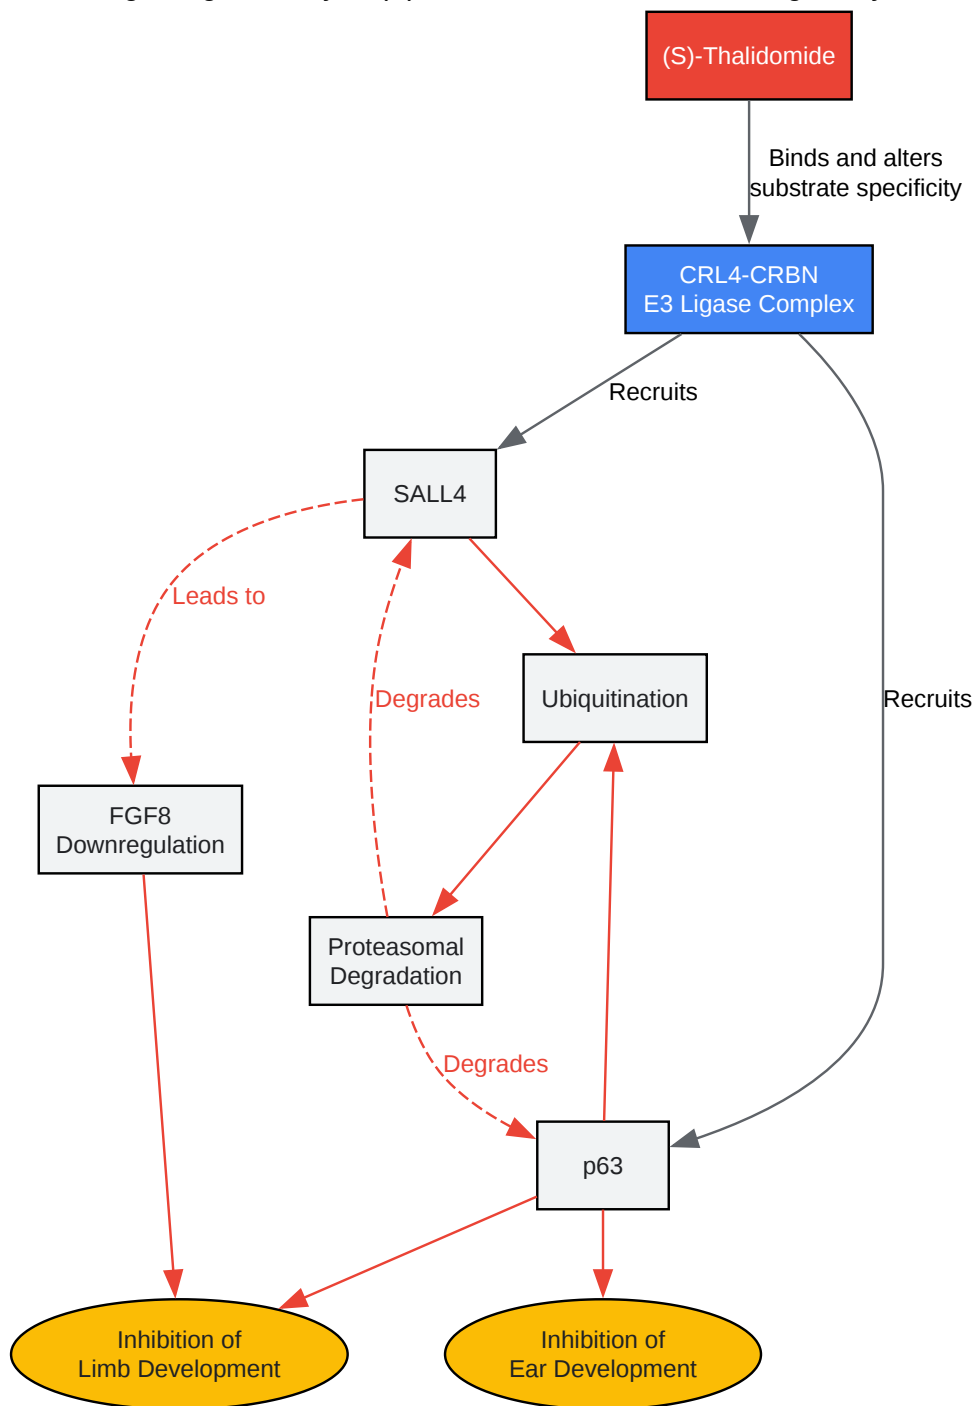 (S)-Thalidomide
Binds and alters
substrate specificity
CRL4-CRBN
E3 Ligase Complex
Recruits
SALL4
Leads to
Degrades
Ubiquitination
Recruits
FGF8
Downregulation
Proteasomal
Degradation
Degrades
p63
Inhibition of
Limb Development
Inhibition of
Ear Development